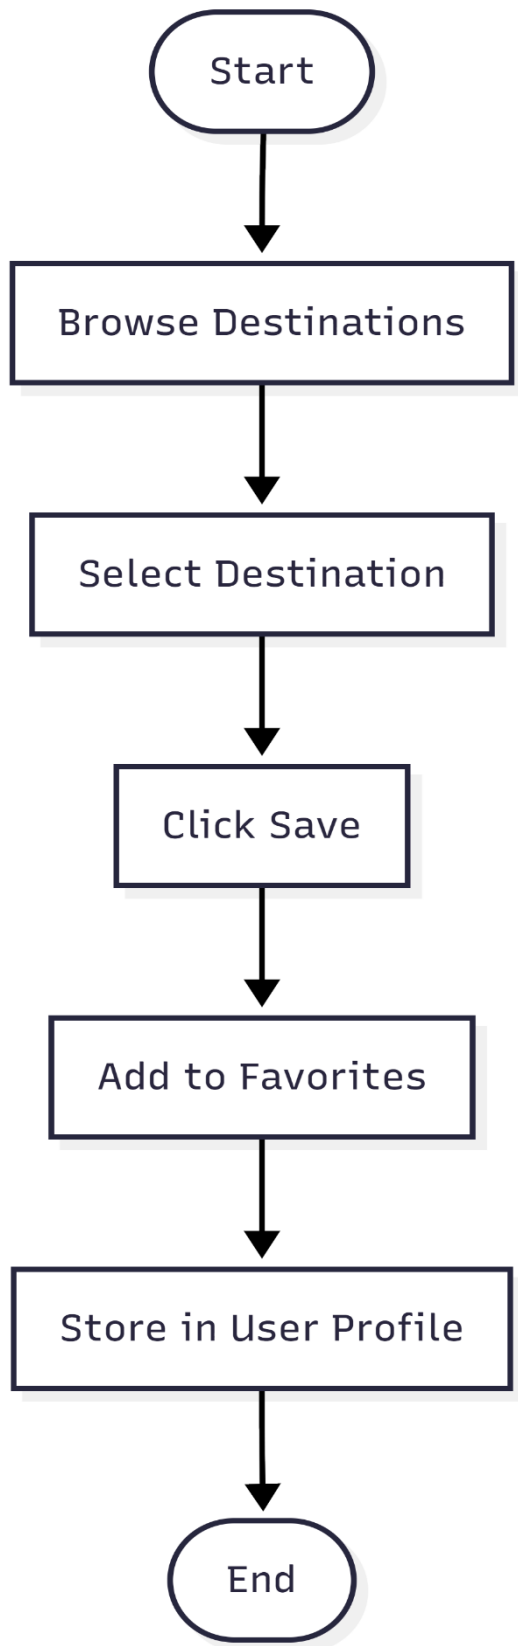 Start
Browse Destinations
Select Destination
Click Save
Add to Favorites
Store in User Profile
End